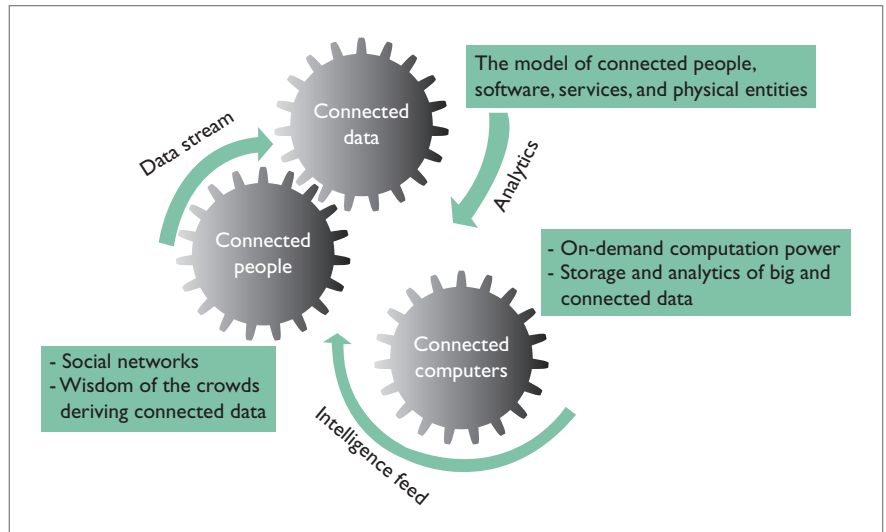 Connected
data
The model of connected people,
software, services, and physical entities
Data stream
Analytics
Connected
people
- On-demand computation power
- Storage and analytics of big and
connected data
Connected
computers
- Social networks
- Wisdom of the crowds
deriving connected data
Intelligence feed